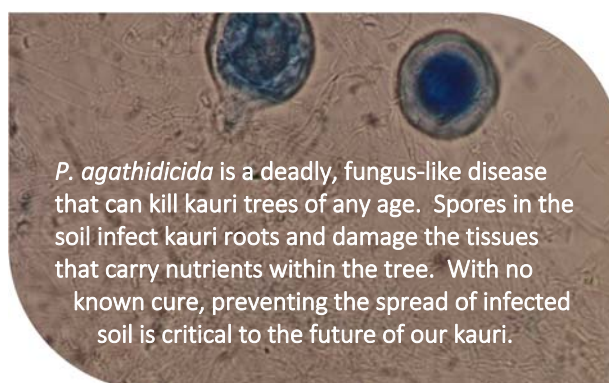 P. agathidicida is a deadly, fungus-like disease
that can kill kauri trees of any age. Spores in the
soil infect kauri roots and damage the tissues
that carry nutrients within the tree. With no
known cure, preventing the spread of infected
soil is critical to the future of our kauri.